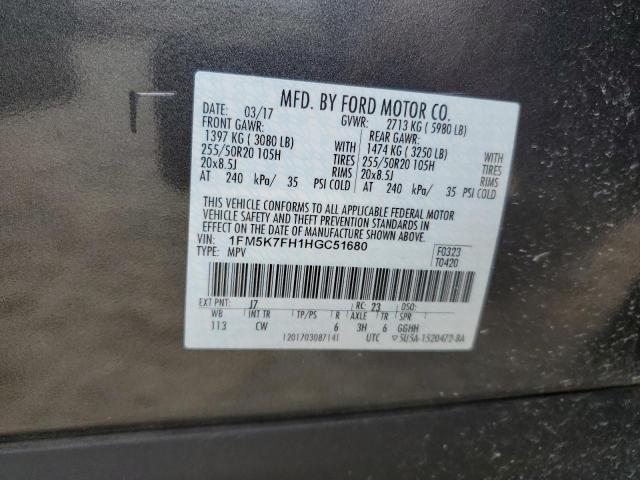 MFD. BY FORD MOTOR CO.
DATE: 03/17 GVWR: 2713 KG ( 5980 LB)
FRONT GAWR: REAR GAWR:
1397 KG ( 3080 LB) WITH 1474 KG ( 3250 LB) WITH
255/50R20 105H TIRES 255/50R20 105H TIRES
20x8.5J RIMS 20x8.5J RIMS
AT 240 kPa/ 35 PSI COLD AT 240 kPa/ 35 PSI COLD
THIS VEHICLE CONFORMS TO ALL APPLICABLE FEDERAL MOTOR
VEHICLE SAFETY AND THEFT PREVENTION STANDARDS IN
EFFECT ON THE DATE OF MANUFACTURE SHOWN ABOVE.
VIN: 1FM5K7FH1HGC51680 F0323
TYPE: MPV T0420
EXT PNT: J7 RC: 23 DSO:
WB INT TR TP/PS R AXLE TR SPR
113 CW 6 3H 6 GGHH
1201703087141 UTC ▽5U5A-1520472-BA